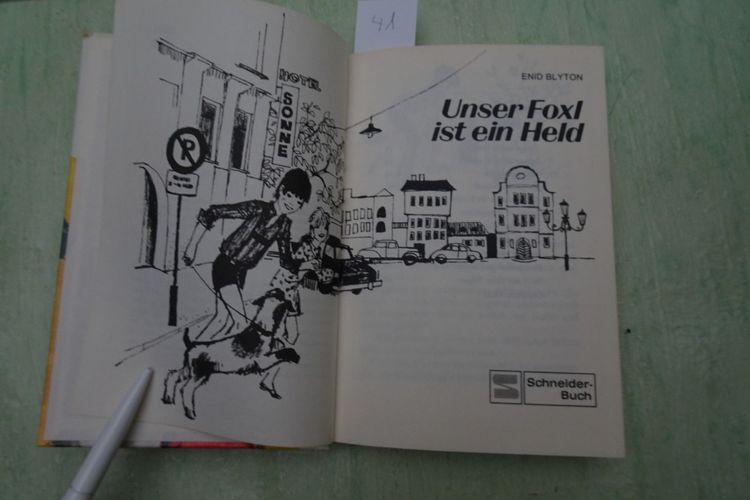 41
HOTEL
SONNE
P
ENID BLYTON
Unser Foxl
ist ein Held
Schneider-
Buch